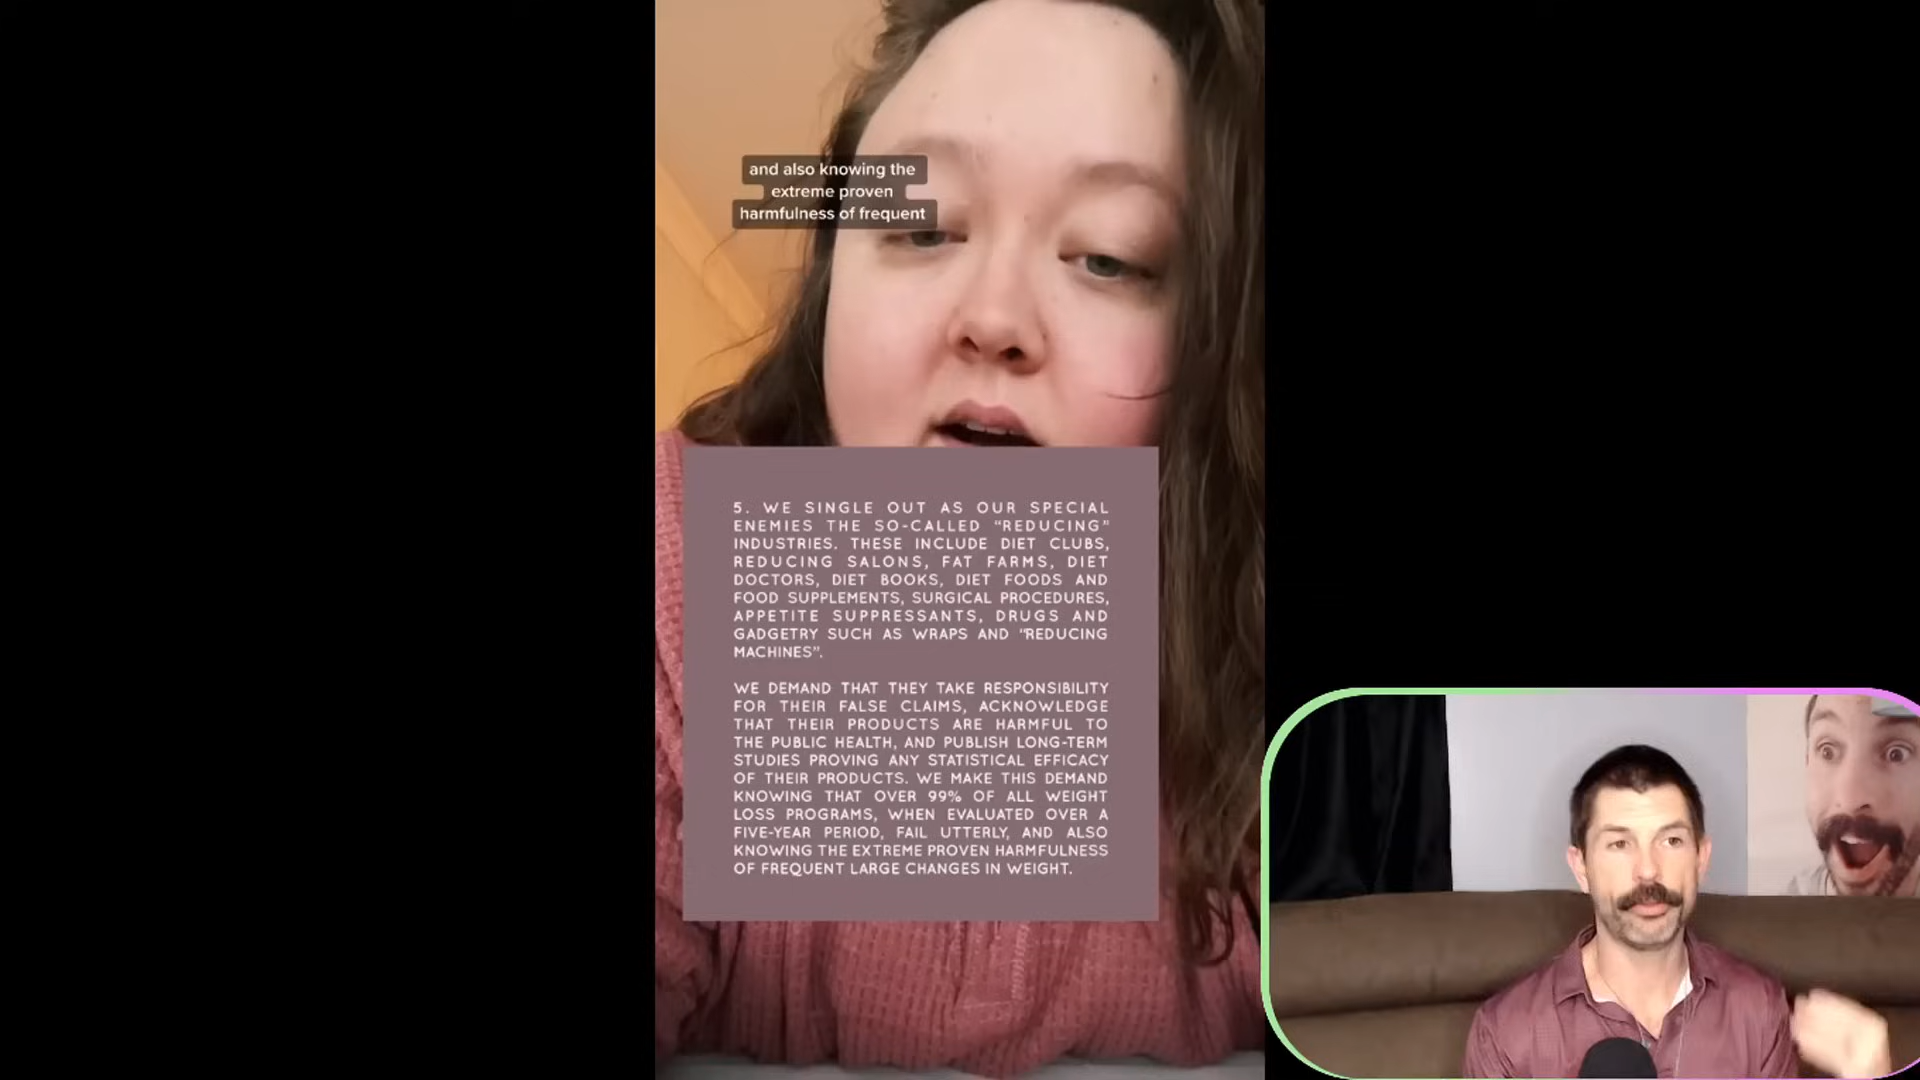 and also knowing the
extreme proven
harmfulness of frequent
5. WE SINGLE OUT AS OUR SPECIAL
ENEMIES THE SO-CALLED “REDUCING”
INDUSTRIES. THESE INCLUDE DIET CLUBS,
REDUCING SALONS, FAT FARMS, DIET
DOCTORS, DIET BOOKS, DIET FOODS AND
FOOD SUPPLEMENTS, SURGICAL PROCEDURES,
APPETITE SUPPRESSANTS, DRUGS AND
GADGETRY SUCH AS WRAPS AND “REDUCING
MACHINES”.
WE DEMAND THAT THEY TAKE RESPONSIBILITY
FOR THEIR FALSE CLAIMS, ACKNOWLEDGE
THAT THEIR PRODUCTS ARE HARMFUL TO
THE PUBLIC HEALTH, AND PUBLISH LONG-TERM
STUDIES PROVING ANY STATISTICAL EFFICACY
OF THEIR PRODUCTS. WE MAKE THIS DEMAND
KNOWING THAT OVER 99% OF ALL WEIGHT
LOSS PROGRAMS, WHEN EVALUATED OVER A
FIVE-YEAR PERIOD, FAIL UTTERLY, AND ALSO
KNOWING THE EXTREME PROVEN HARMFULNESS
OF FREQUENT LARGE CHANGES IN WEIGHT.